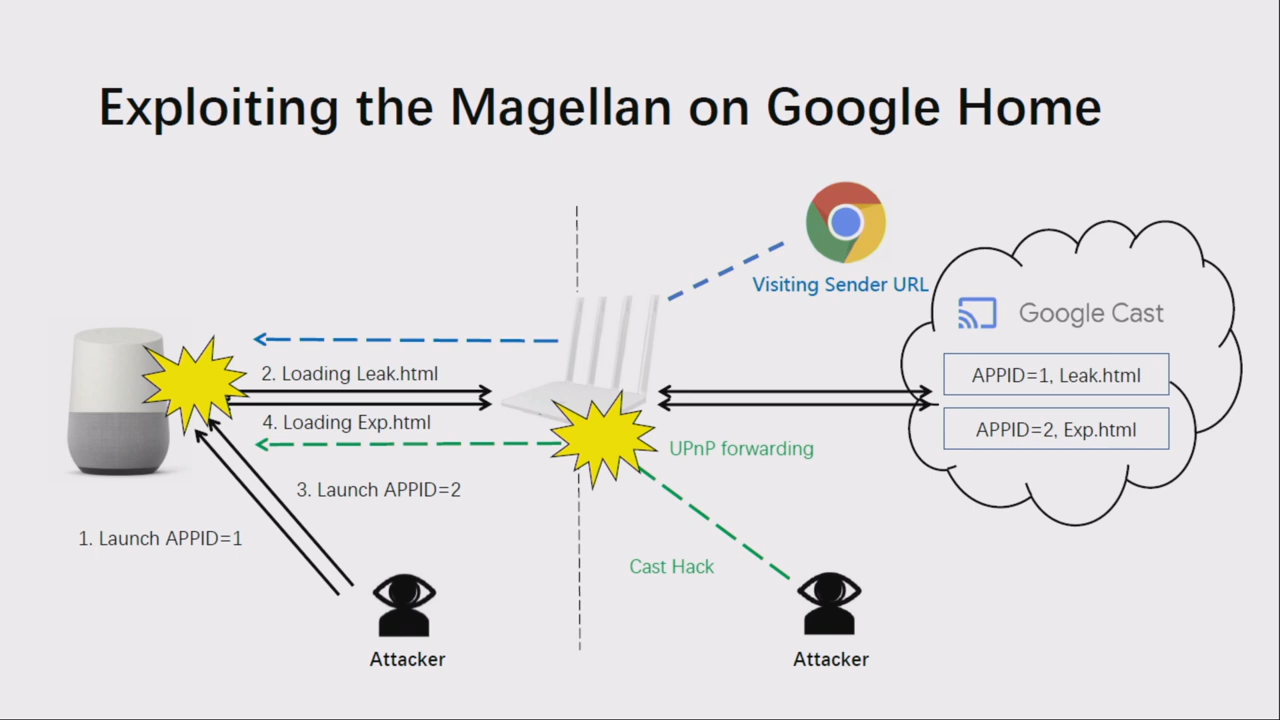 Exploiting the Magellan on Google Home
Visiting Sender URL
Google Cast
2. Loading Leak.html
APPID=1, Leak.html
4. Loading Exp.html
APPID=2, Exp.html
UPnP forwarding
3. Launch APPID=2
1. Launch APPID=1
Cast Hack
Attacker
Attacker